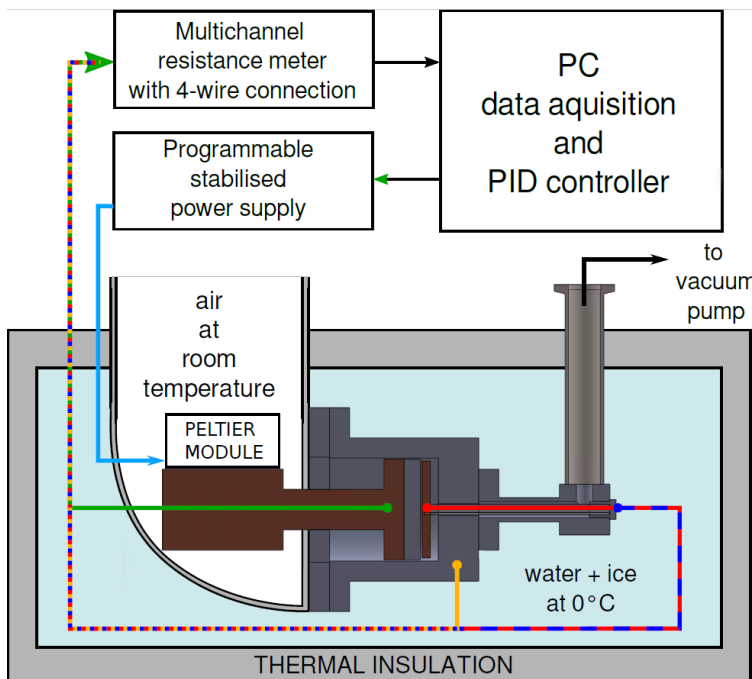 Multichannel
resistance meter
with 4-wire connection
PC
data aquisition
and
PID controller
Programmable
stabilised
power supply
to
vacuum
pump
air
at
room
temperature
PELTIER
MODULE
water + ice
at 0°C
THERMAL INSULATION